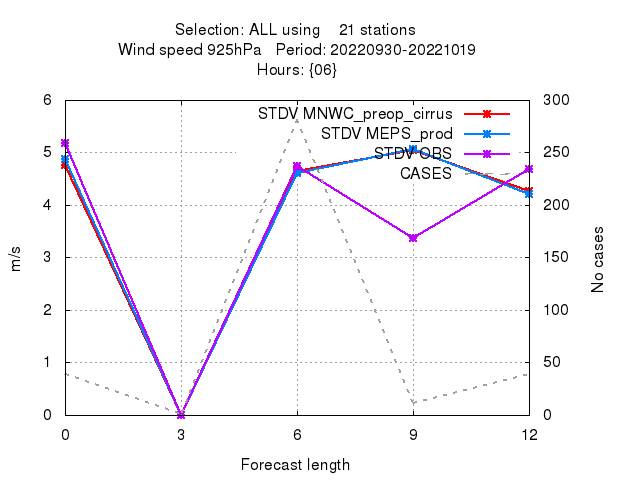 Selection: ALL using 21 stations
Wind speed 925hPa Period: 20220930-20221019
Hours: {06}
STDV MNWC_preop_cirrus
STDV MEPS_prod
STDV OBS
CASES
6
5
4
3
2
1
0
300
250
200
150
100
50
0
m/s
No cases
0 3 6 9 12
Forecast length